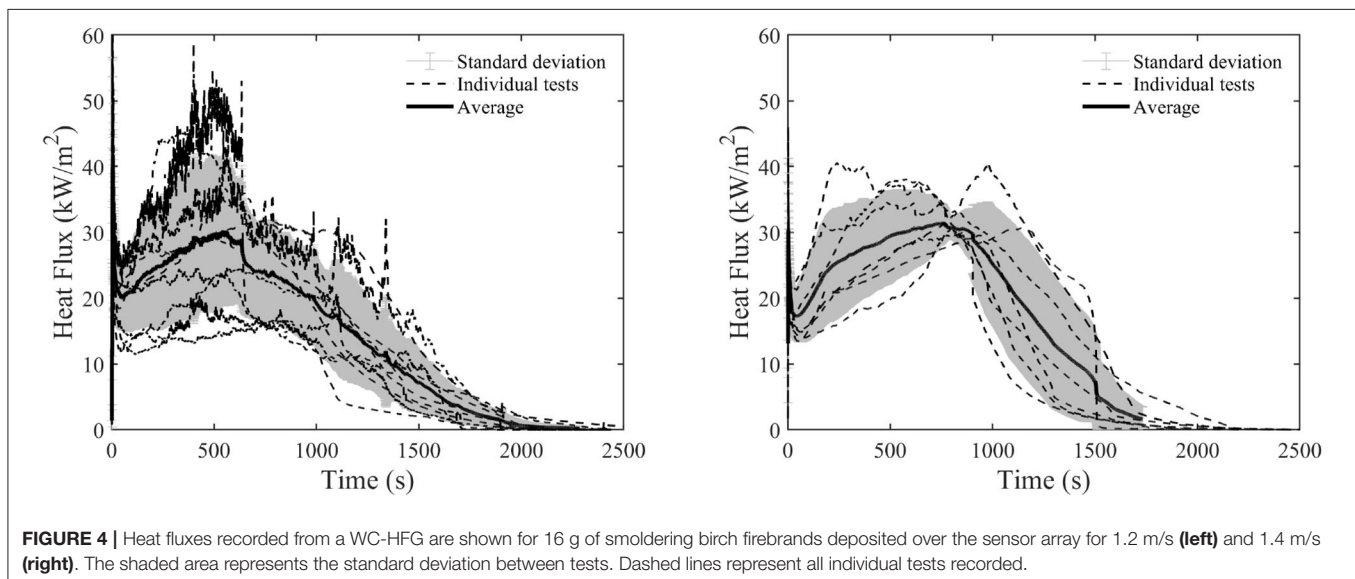 60
50
40
30
20
10
0
Heat Flux (kW/m²)
0 500 1000 1500 2000 2500
Time (s)
Standard deviation
Individual tests
Average
60
50
40
30
20
10
0
Heat Flux (kW/m²)
0 500 1000 1500 2000 2500
Time (s)
Standard deviation
Individual tests
Average
FIGURE 4 | Heat fluxes recorded from a WC-HFG are shown for 16 g of smoldering birch firebrands deposited over the sensor array for 1.2 m/s (left) and 1.4 m/s
(right). The shaded area represents the standard deviation between tests. Dashed lines represent all individual tests recorded.